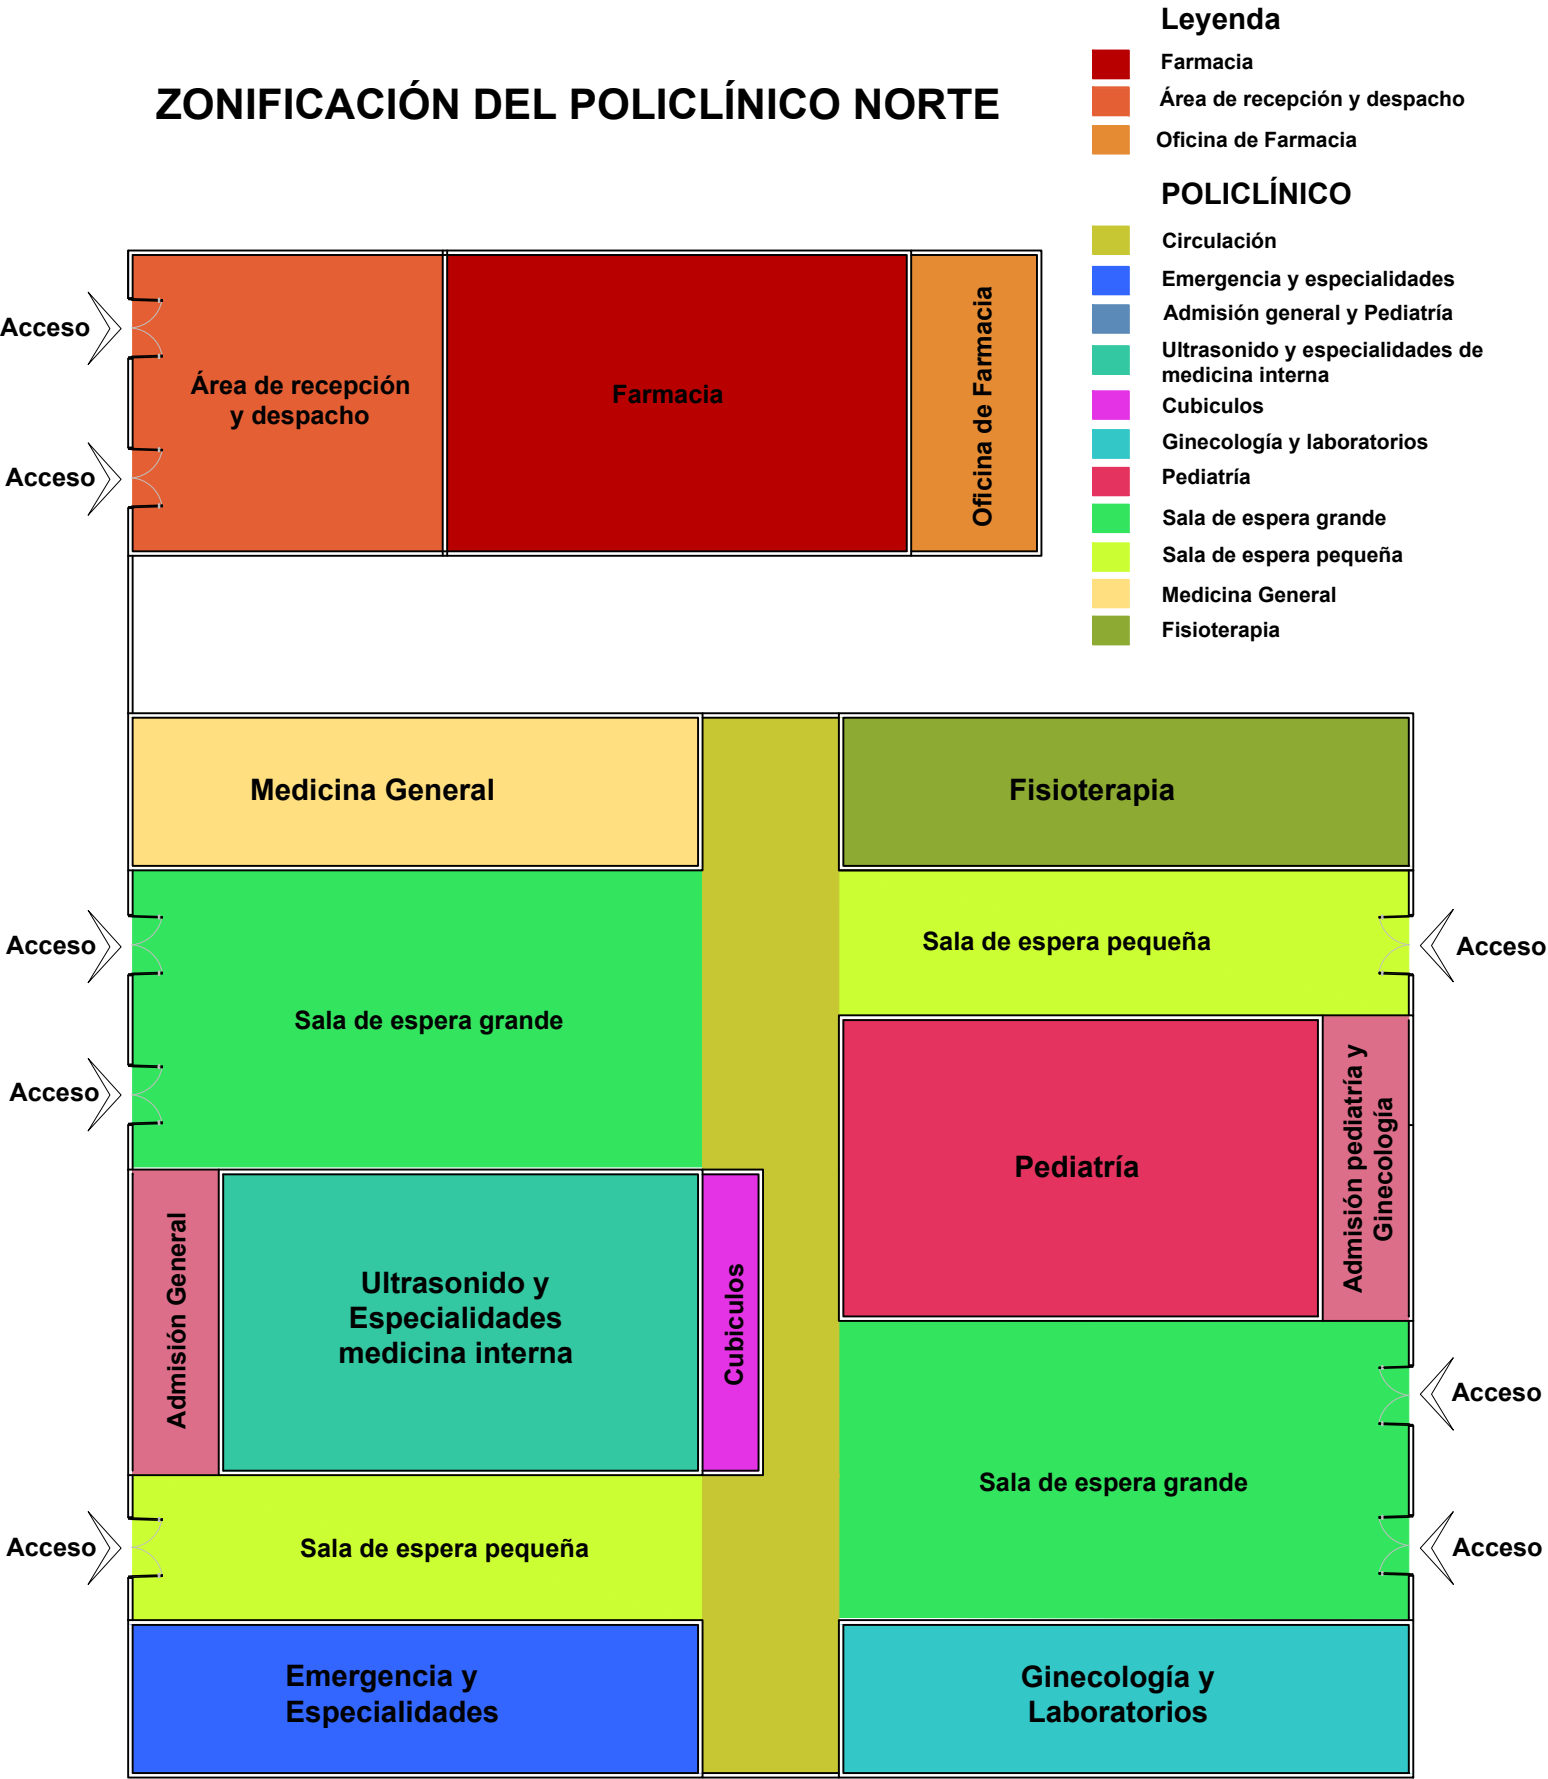 Leyenda
Farmacia
Área de recepción y despacho
Oficina de Farmacia
ZONIFICACIÓN DEL POLICLÍNICO NORTE
POLICLÍNICO
Circulación
Emergencia y especialidades
Admisión general y Pediatría
Ultrasonido y especialidades de
medicina interna
Cubiculos
Ginecología y laboratorios
Pediatría
Sala de espera grande
Sala de espera pequeña
Medicina General
Fisioterapia
Acceso
Acceso
Área de recepción
y despacho
Farmacia
Oficina de Farmacia
Medicina General
Fisioterapia
Acceso
Sala de espera pequeña
Acceso
Sala de espera grande
Acceso
Pediatría
Admisión pediatría y
Ginecología
Admisión General
Ultrasonido y
Especialidades
medicina interna
Cubiculos
Acceso
Sala de espera grande
Acceso
Acceso
Sala de espera pequeña
Emergencia y
Especialidades
Ginecología y
Laboratorios